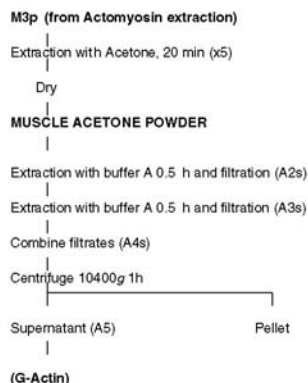 M3p (from Actomyosin extraction)
Extraction with Acetone, 20 min (x5)
Dry
MUSCLE ACETONE POWDER
Extraction with buffer A 0.5 h and filtration (A2s)
Extraction with buffer A 0.5 h and filtration (A3s)
Combine filtrates (A4s)
Centrifuge 10400g 1h
Supernatant (A5) Pellet
(G-Actin)